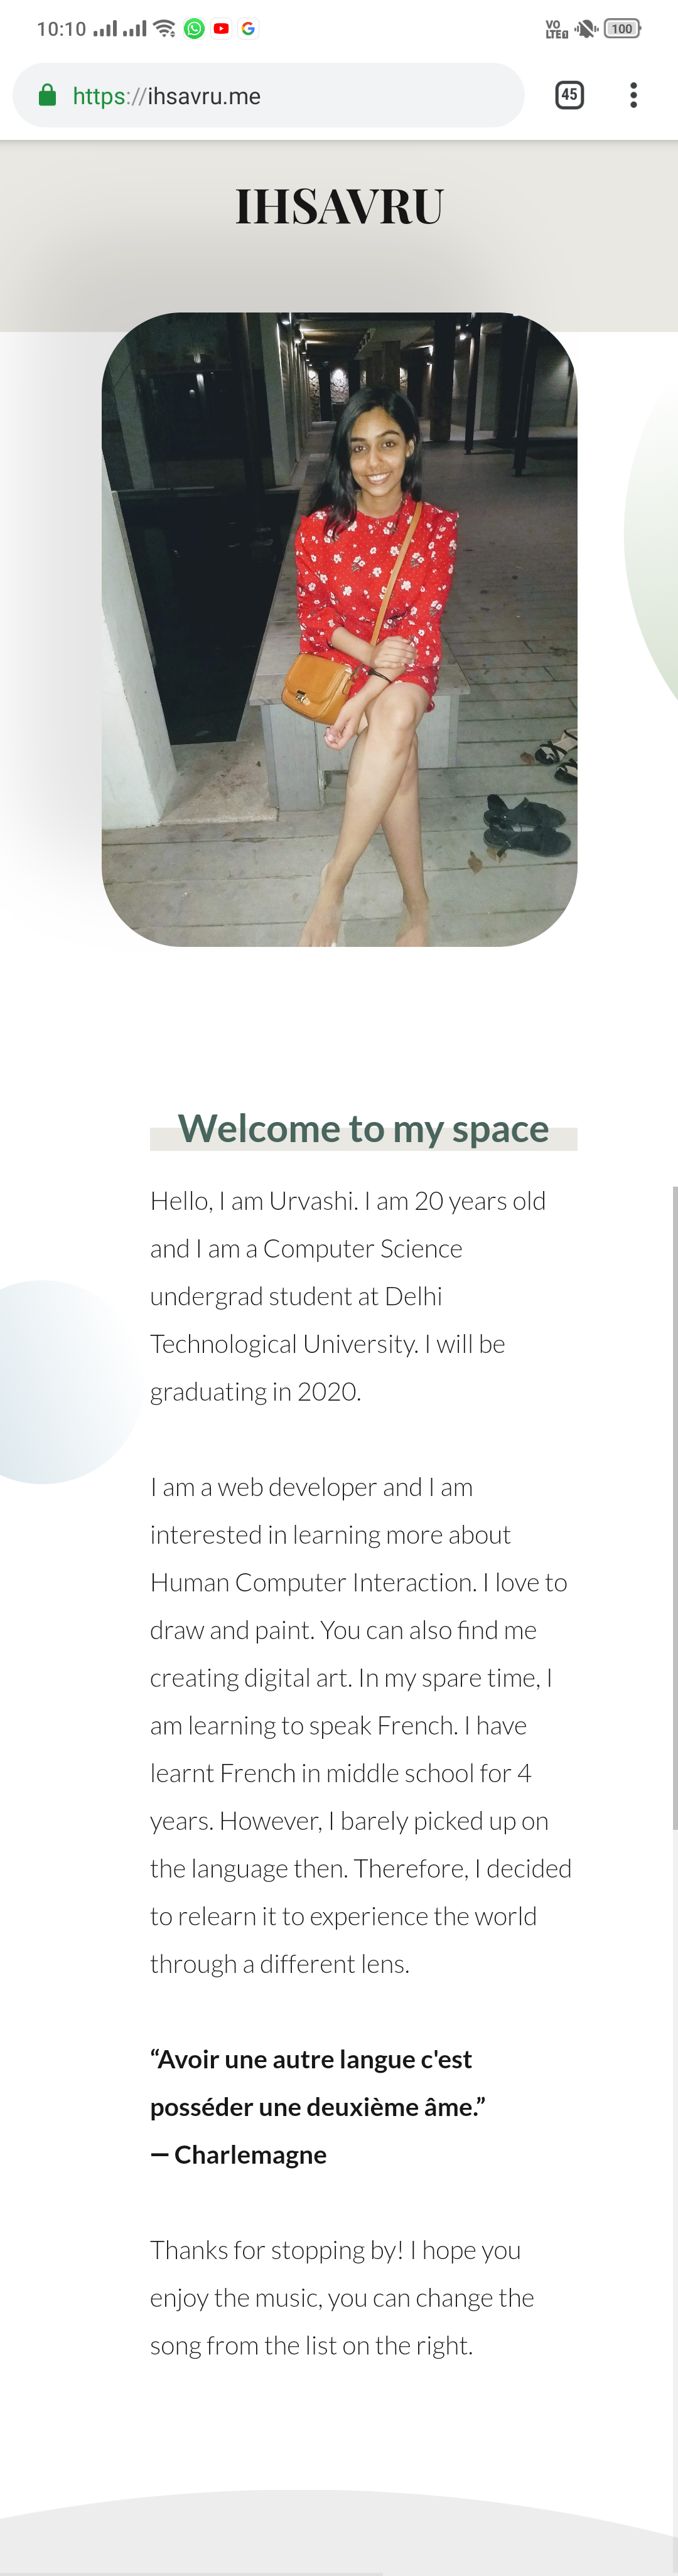 10:10
VO
LTE
100
https://ihsavru.me
45
IHSAVRU
Welcome to my space
Hello, I am Urvashi. I am 20 years old
and I am a Computer Science
undergrad student at Delhi
Technological University. I will be
graduating in 2020.
I am a web developer and I am
interested in learning more about
Human Computer Interaction. I love to
draw and paint. You can also find me
creating digital art. In my spare time, I
am learning to speak French. I have
learnt French in middle school for 4
years. However, I barely picked up on
the language then. Therefore, I decided
to relearn it to experience the world
through a different lens.
“Avoir une autre langue c'est
posséder une deuxième âme.”
— Charlemagne
Thanks for stopping by! I hope you
enjoy the music, you can change the
song from the list on the right.